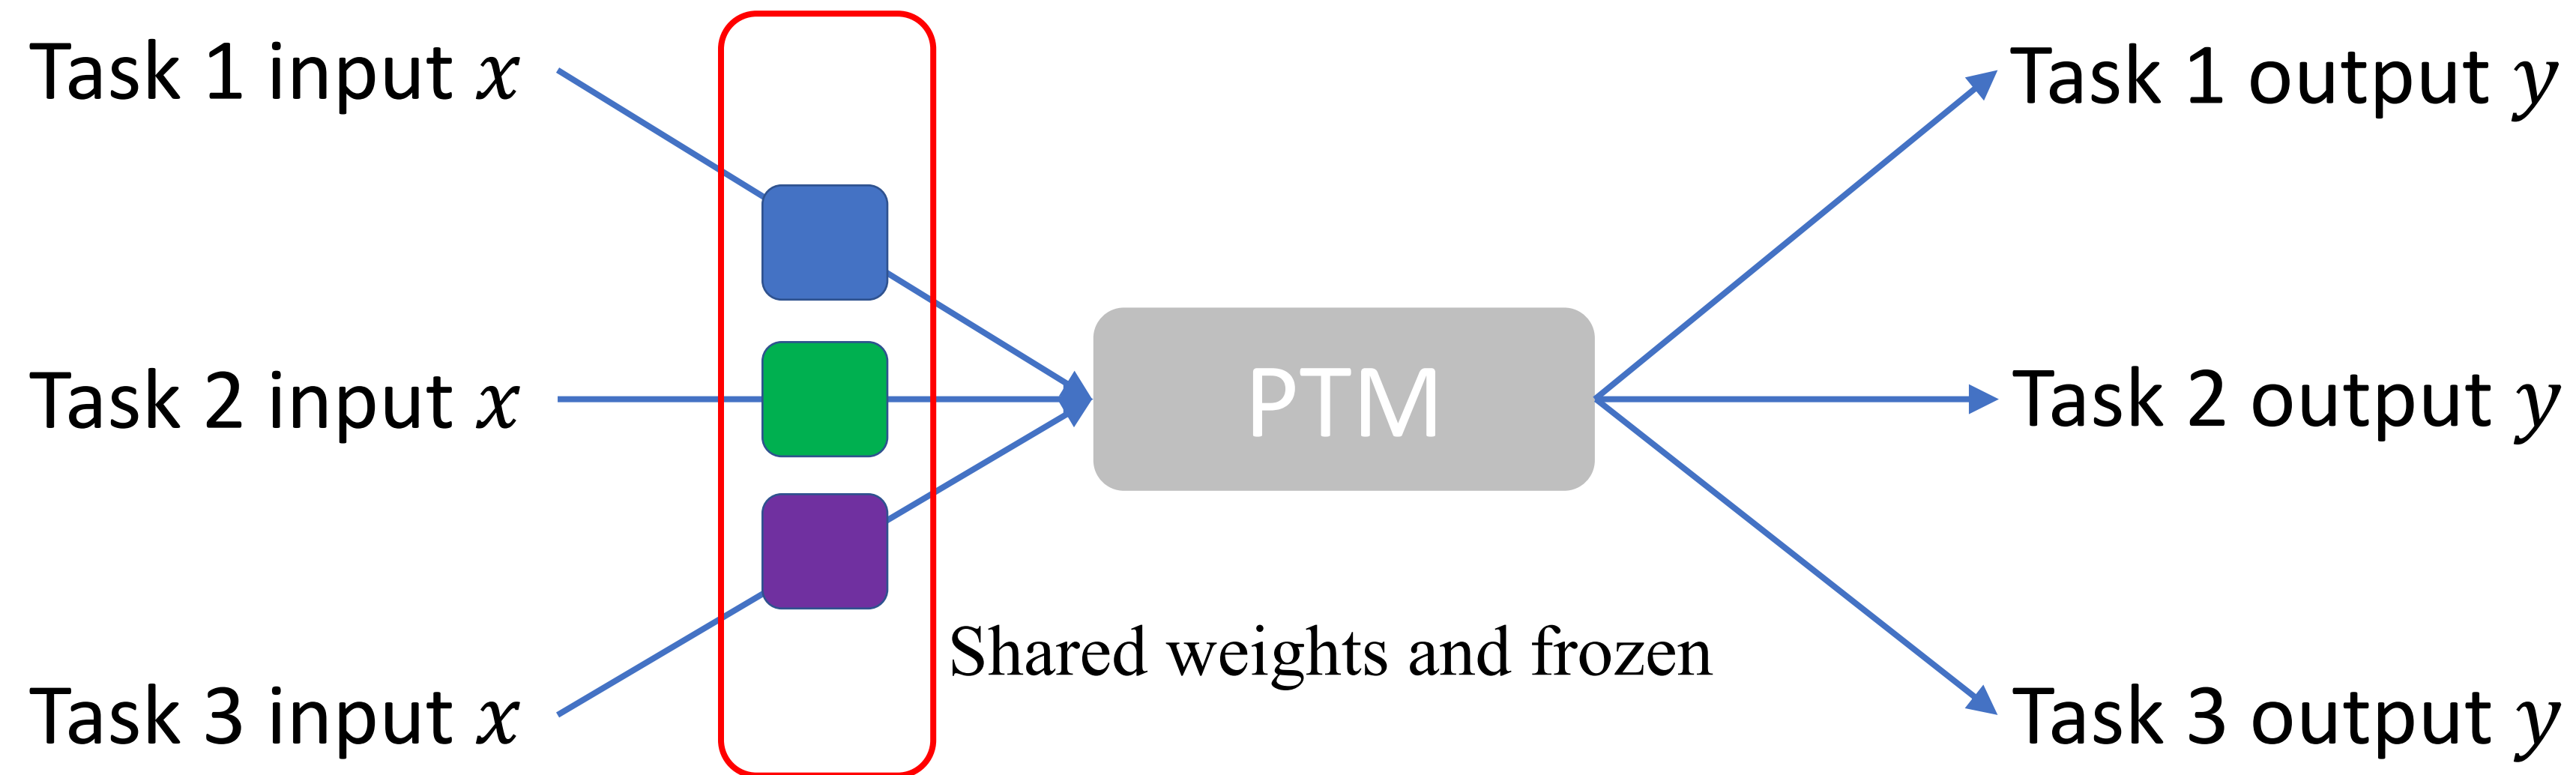 Task 1 input x
Task 1 output y
Task 2 input x
PTM
Task 2 output y
Shared weights and frozen
Task 3 input x
Task 3 output y